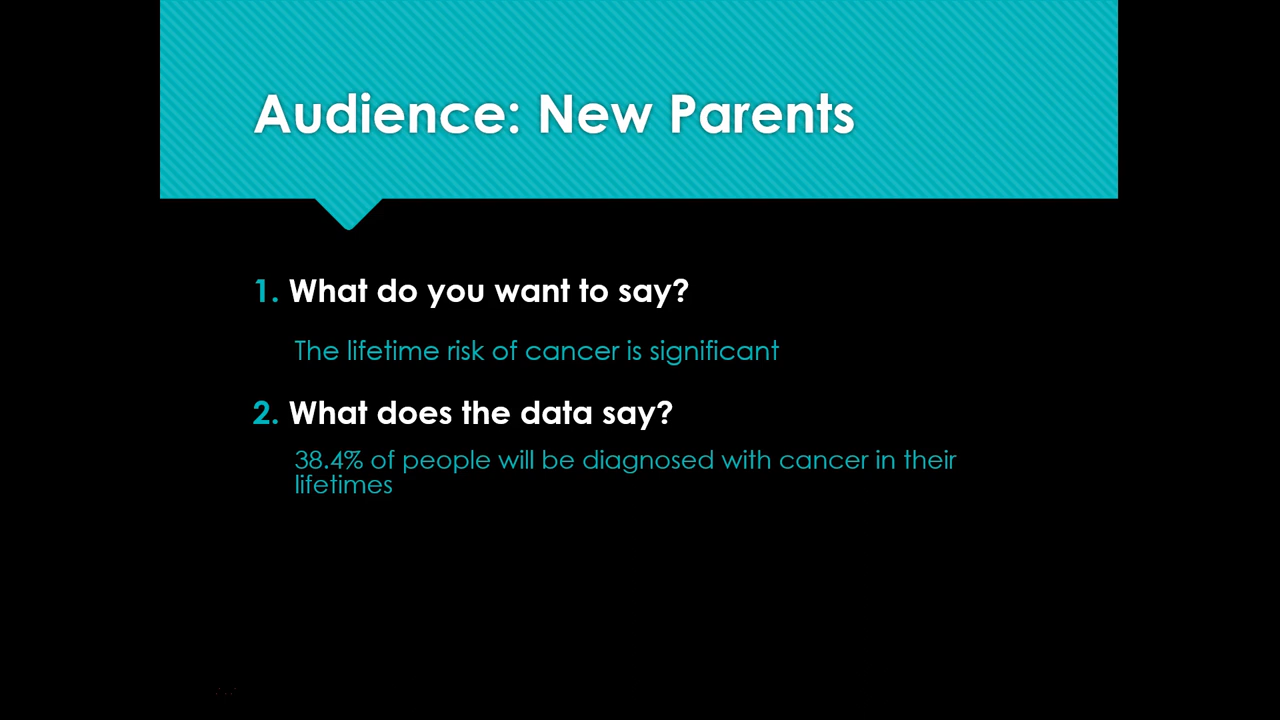 Audience: New Parents
1. What do you want to say?
The lifetime risk of cancer is significant
2. What does the data say?
38.4% of people will be diagnosed with cancer in their
lifetimes